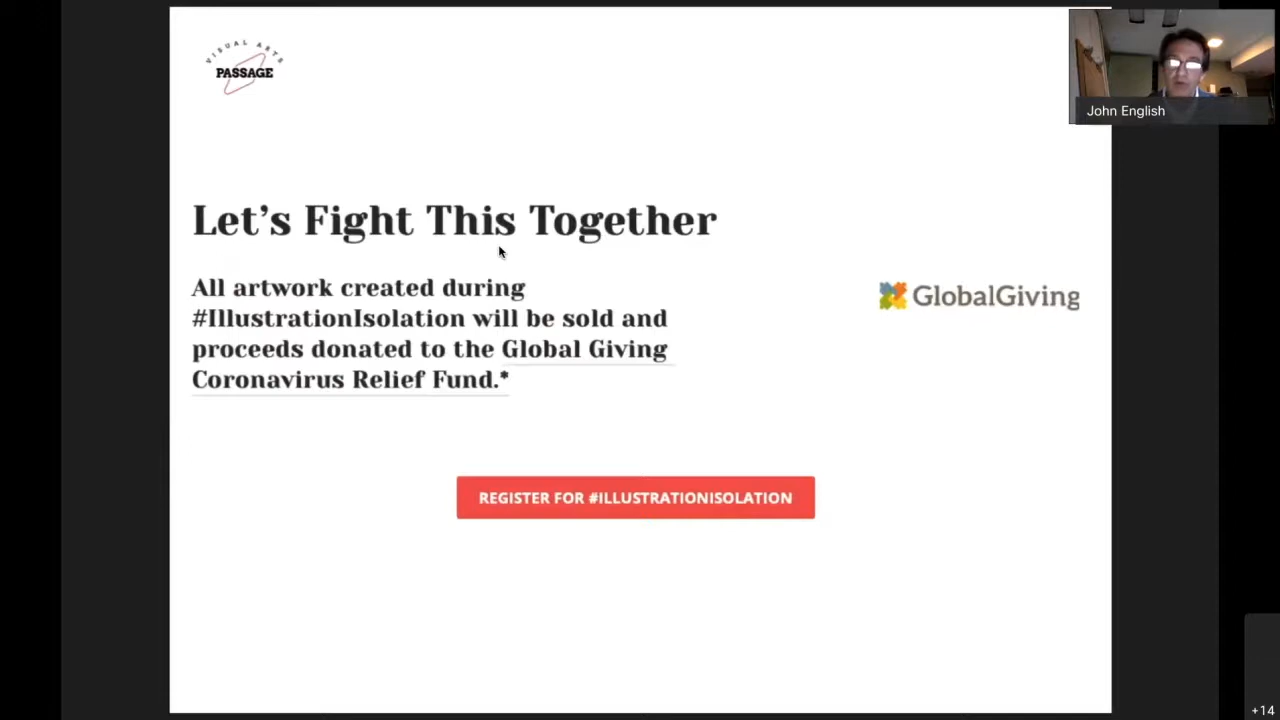 VISUAL ARTS
PASSAGE
John English
Let's Fight This Together
All artwork created during
#IllustrationIsolation will be sold and
proceeds donated to the Global Giving
Coronavirus Relief Fund.*
GlobalGiving
REGISTER FOR #ILLUSTRATIONISOLATION
+14